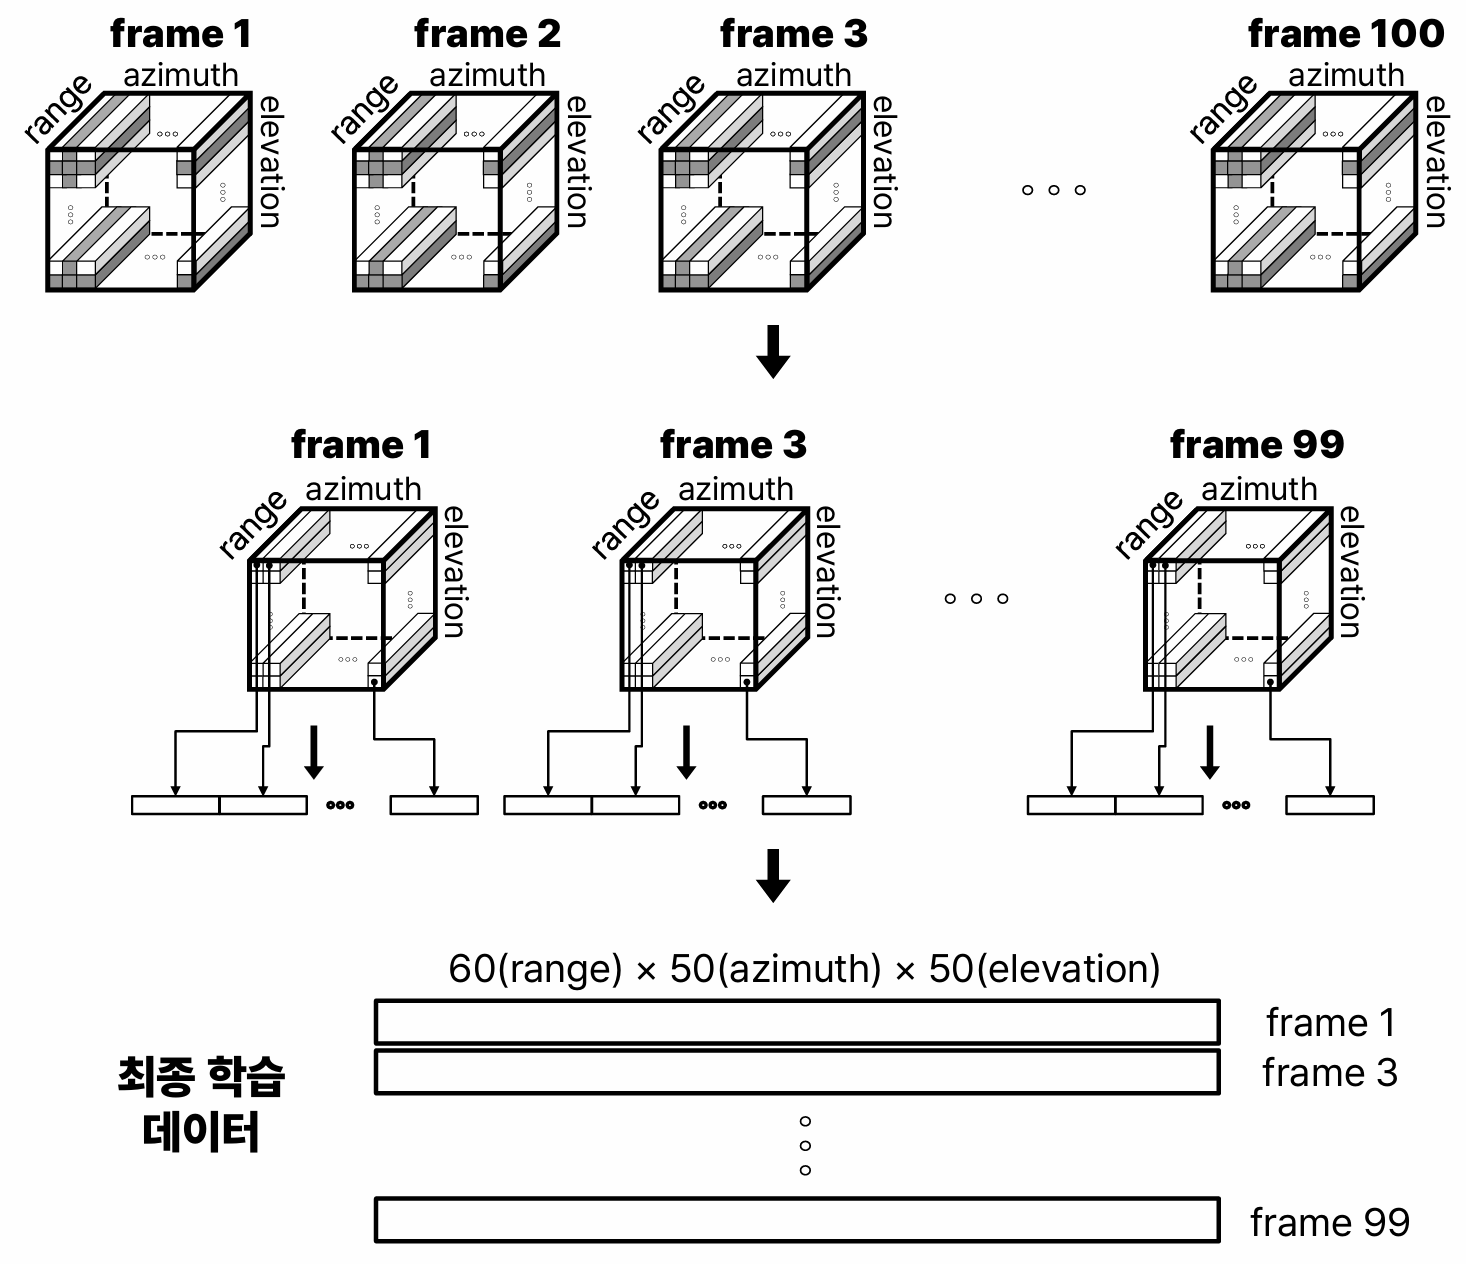 frame 1
frame 2
frame 3
frame 100
range
azimuth
elevation
range
azimuth
elevation
range
azimuth
elevation
range
azimuth
elevation
frame 1
frame 3
frame 99
range
azimuth
elevation
range
azimuth
elevation
range
azimuth
elevation
60(range) × 50(azimuth) × 50(elevation)
최종 학습
데이터
frame 1
frame 3
frame 99